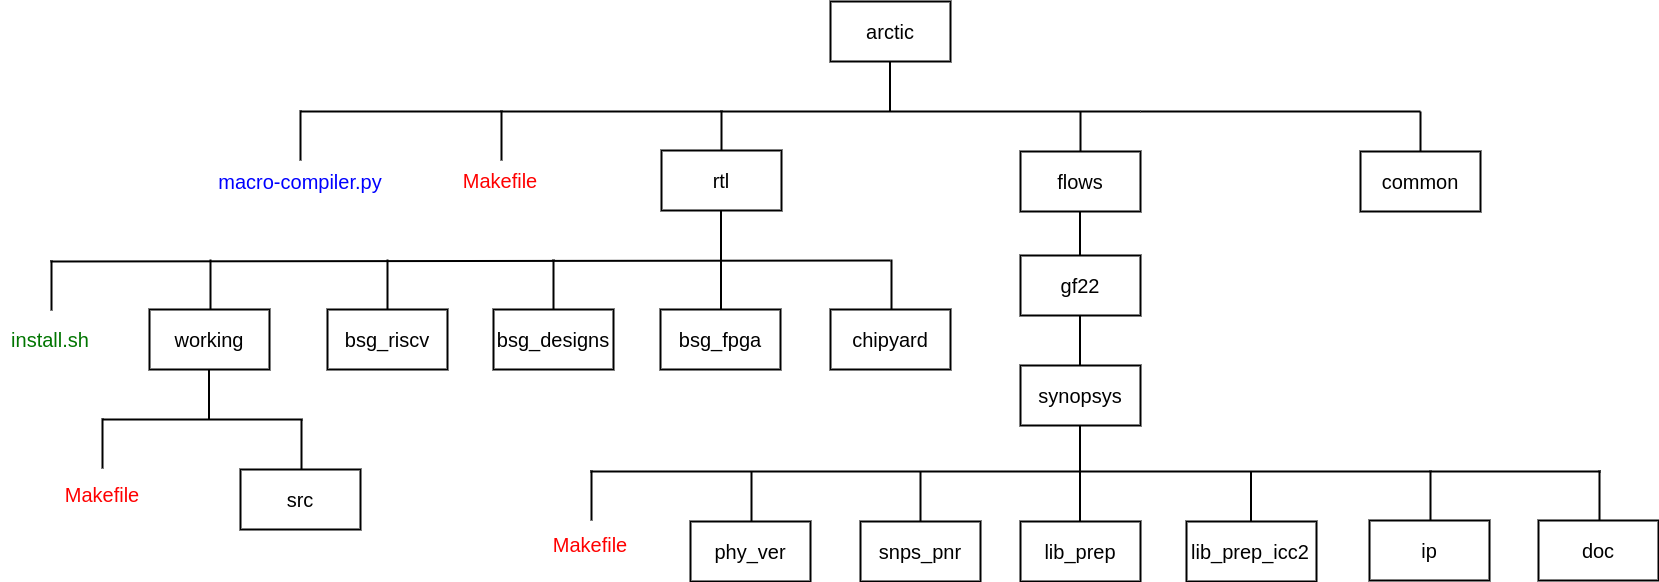 arctic
macro-compiler.py
Makefile
rtl
flows
common
gf22
install.sh
working
bsg_riscv
bsg_designs
bsg_fpga
chipyard
synopsys
Makefile
src
Makefile
phy_ver
snps_pnr
lib_prep
lib_prep_icc2
ip
doc